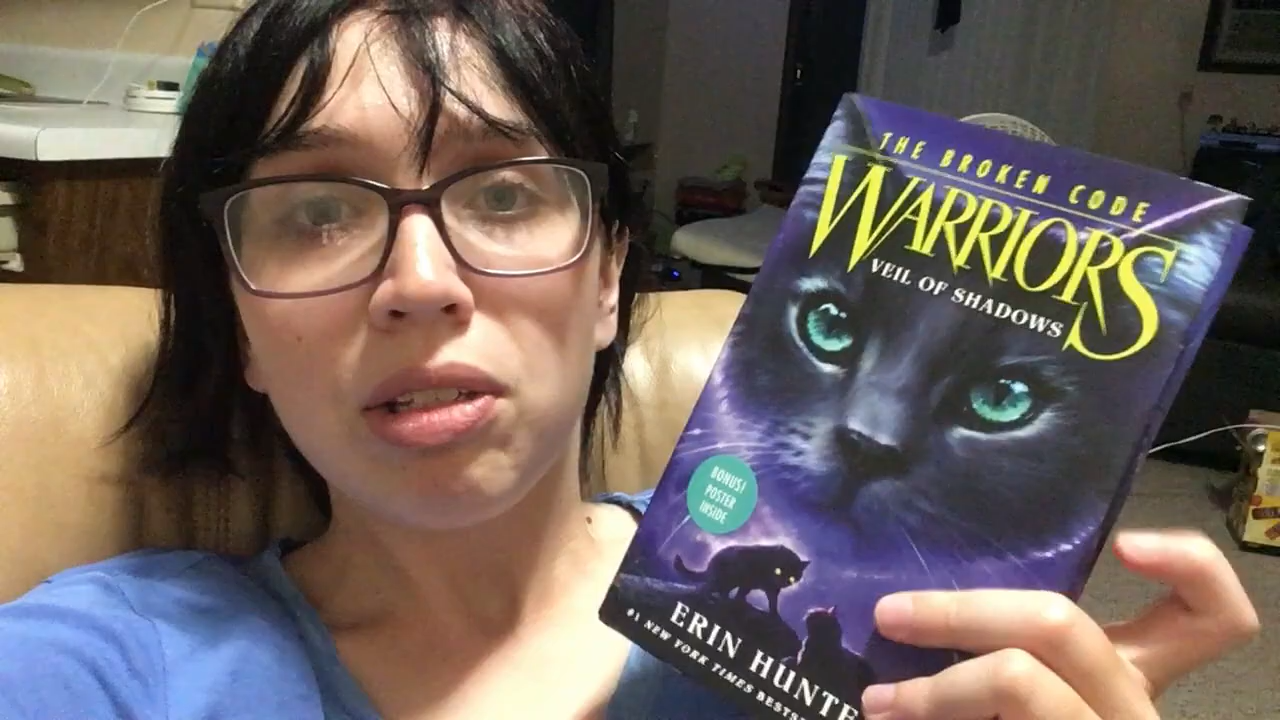 THE BROKEN CODE
WARRIORS
VEIL OF SHADOWS
BONUS!
POSTER
INSIDE
ERIN HUNTE
#1 NEW YORK TIMES BESTS